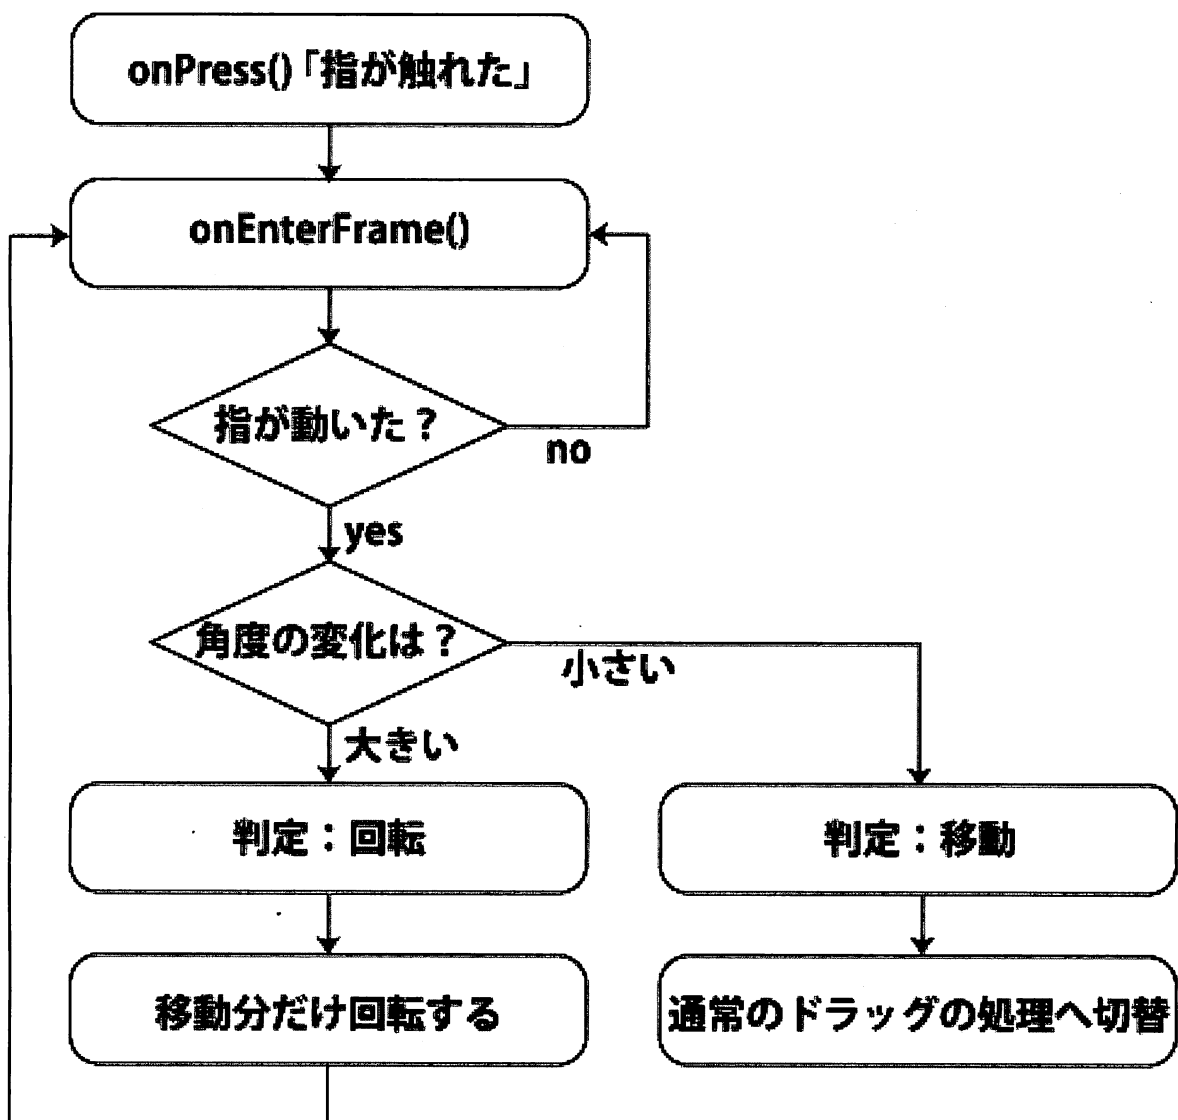 onPress()「指が触れた」
onEnterFrame()
指が動いた？
no
yes
角度の変化は？
小さい
大きい
判定：回転
判定：移動
移動分だけ回転する
通常のドラッグの処理へ切替